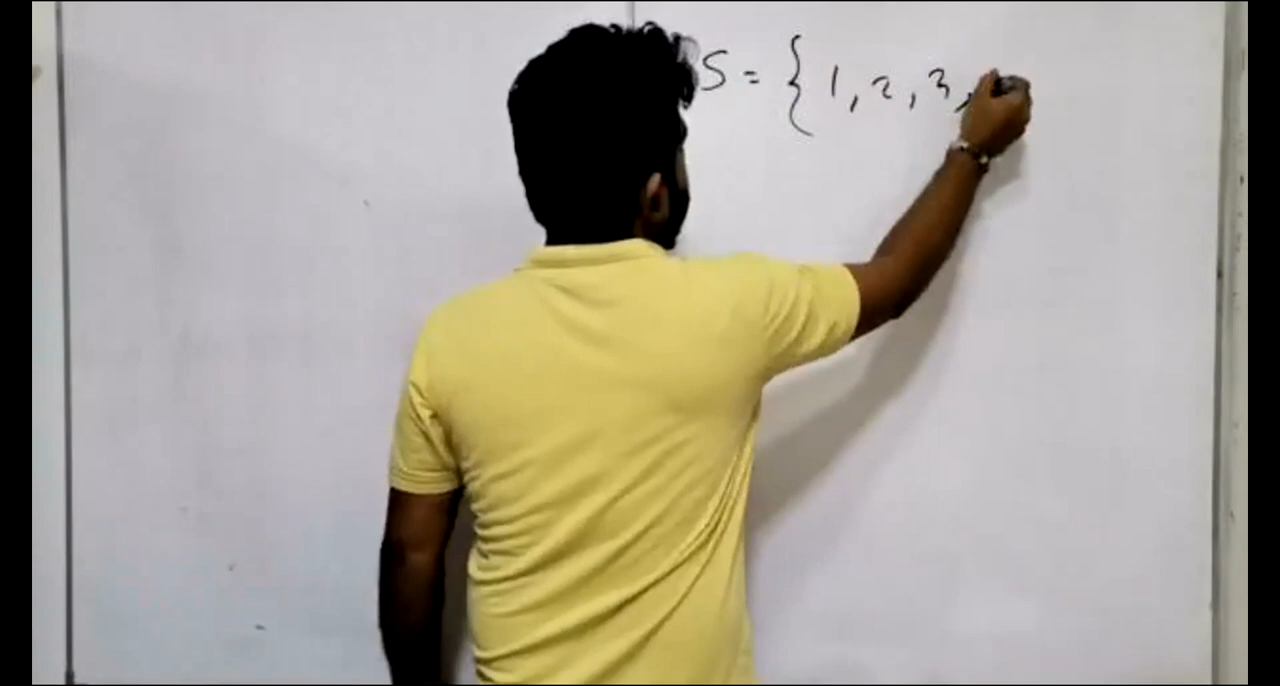 S = { 1, 2, 3,